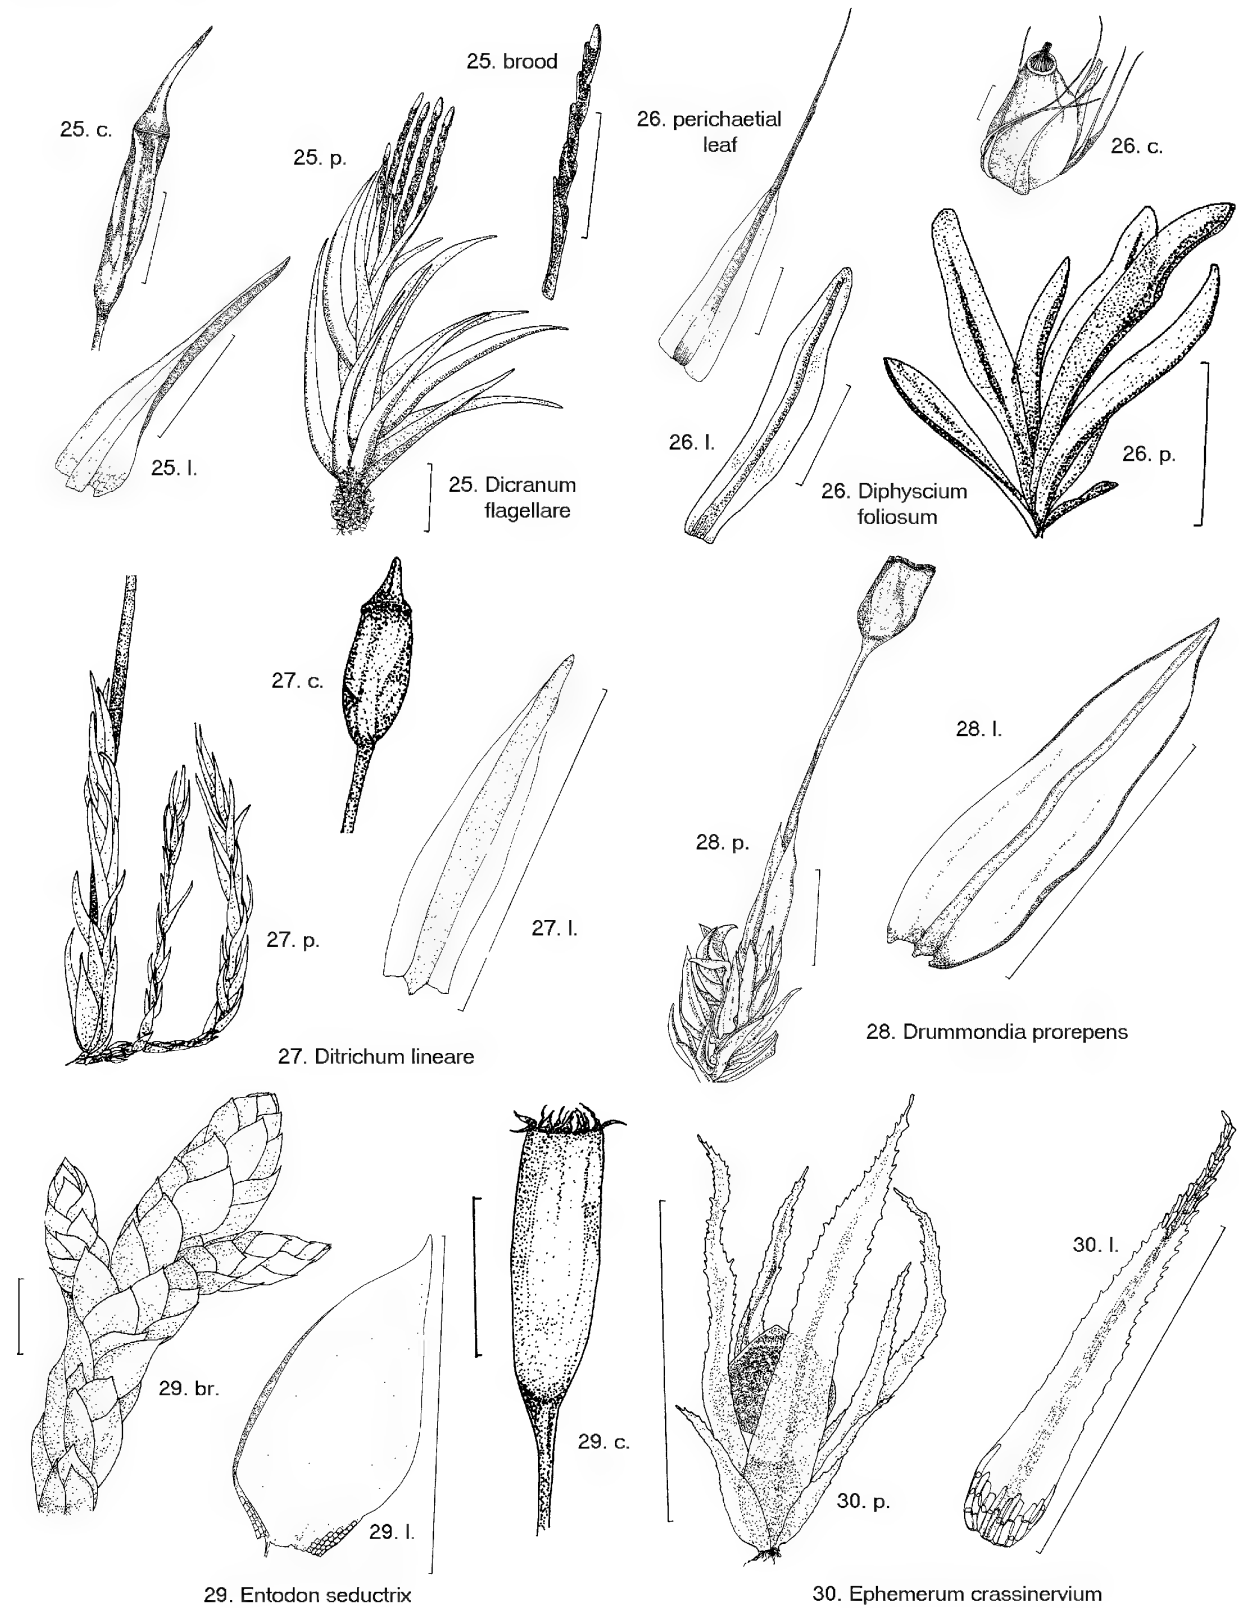 25. c.
25. p.
25. brood
25. l.
25. Dicranum
flagellare
26. perichaetial
leaf
26. c.
26. l.
26. p.
26. Diphyscium
foliosum
27. c.
27. p.
27. l.
27. Ditrichum lineare
28. l.
28. p.
28. Drummondia prorepens
29. br.
29. l.
29. c.
29. Entodon seductrix
30. l.
30. p.
30. Ephemerum crassinervium